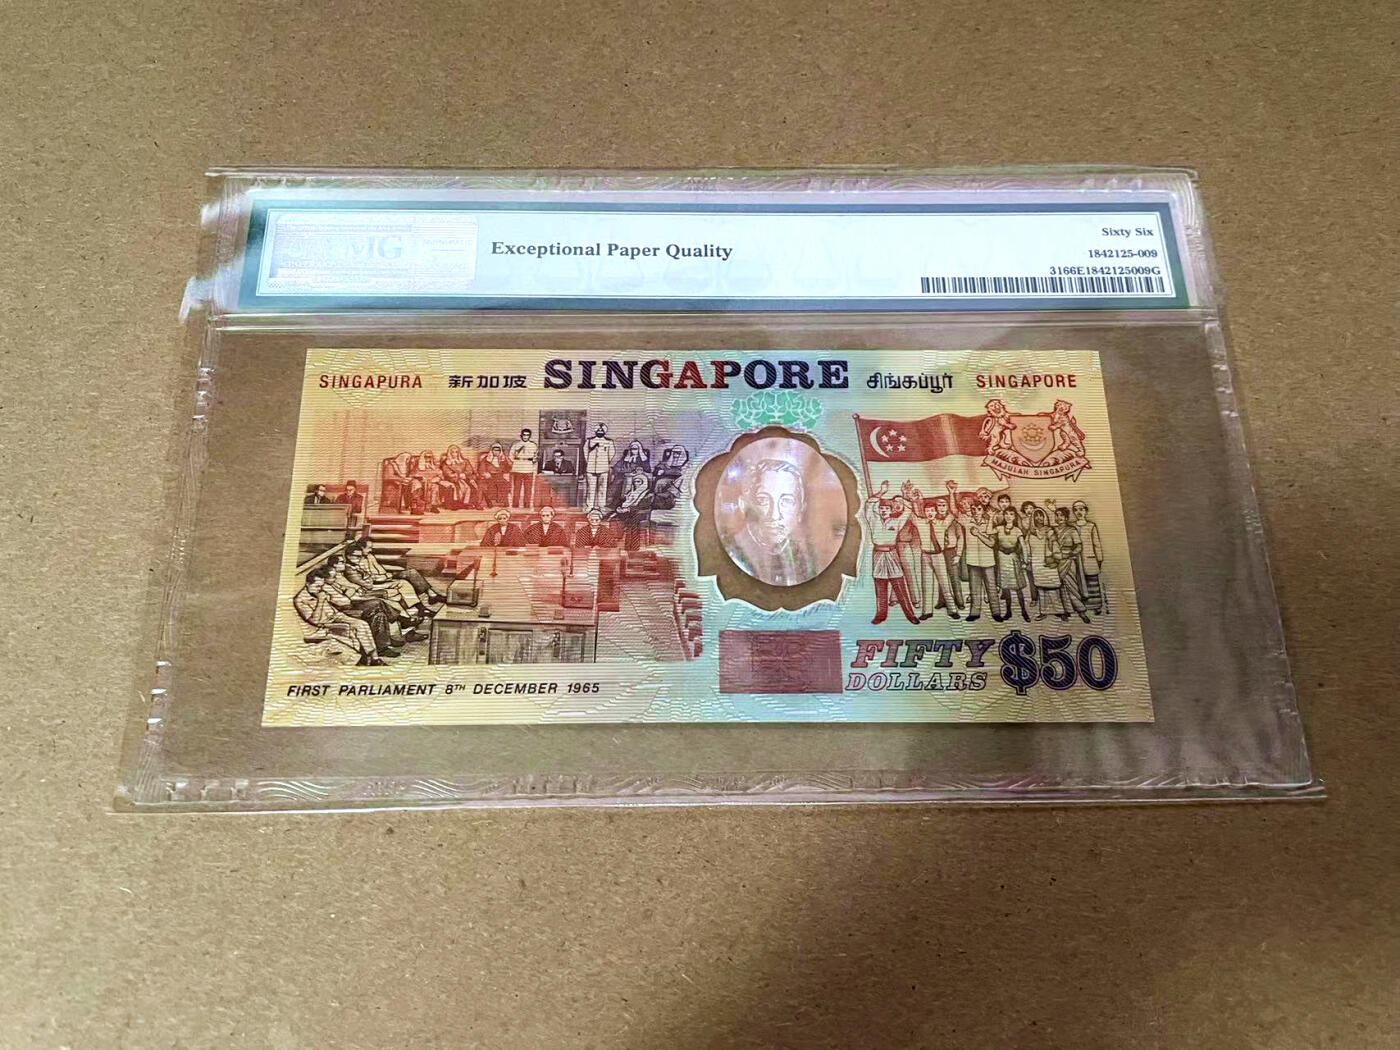 PMG
Exceptional Paper Quality
Sixty Six
1842125-009
3166E1842125009G
SINGAPURA 新加坡 SINGAPORE சிங்கப்பூர் SINGAPORE
MAJULAH SINGAPURA
FIFTY $50
DOLLARS
FIRST PARLIAMENT 8TH DECEMBER 1965